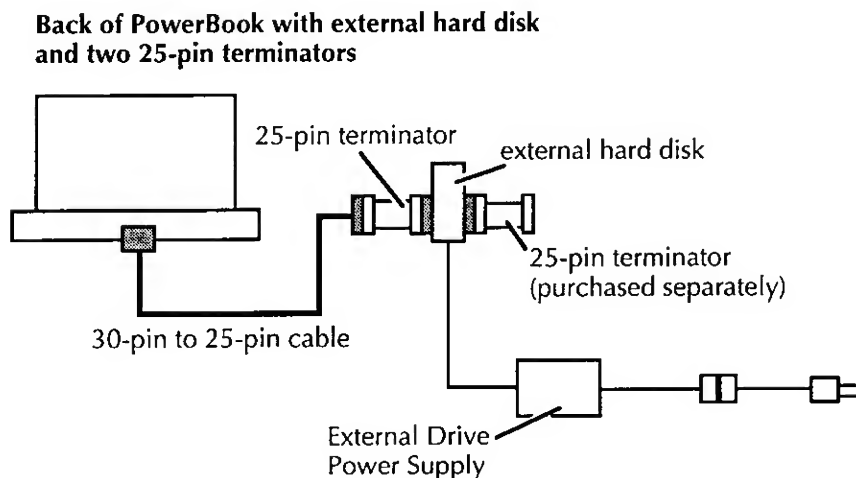 Back of PowerBook with external hard disk
and two 25-pin terminators
25-pin terminator
external hard disk
25-pin terminator
(purchased separately)
30-pin to 25-pin cable
External Drive
Power Supply